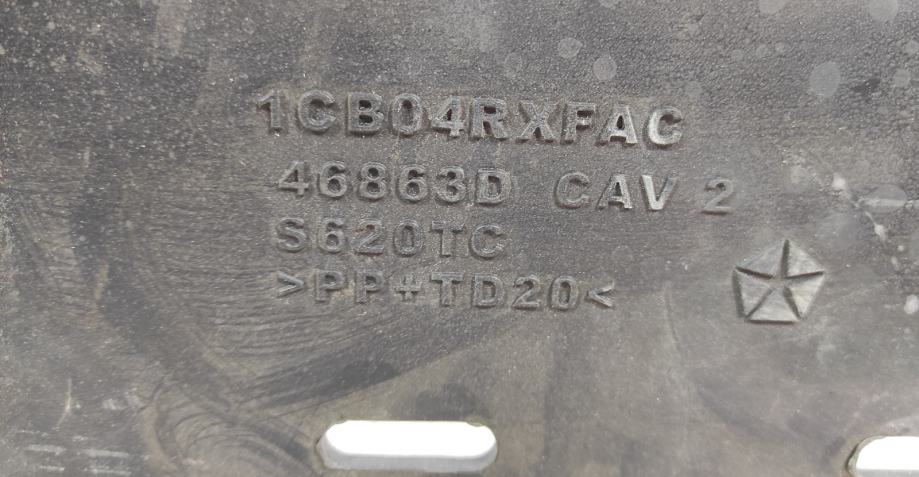 1CB04RXFAC
46863D CAV 2
S620TC
>PP+TD20<